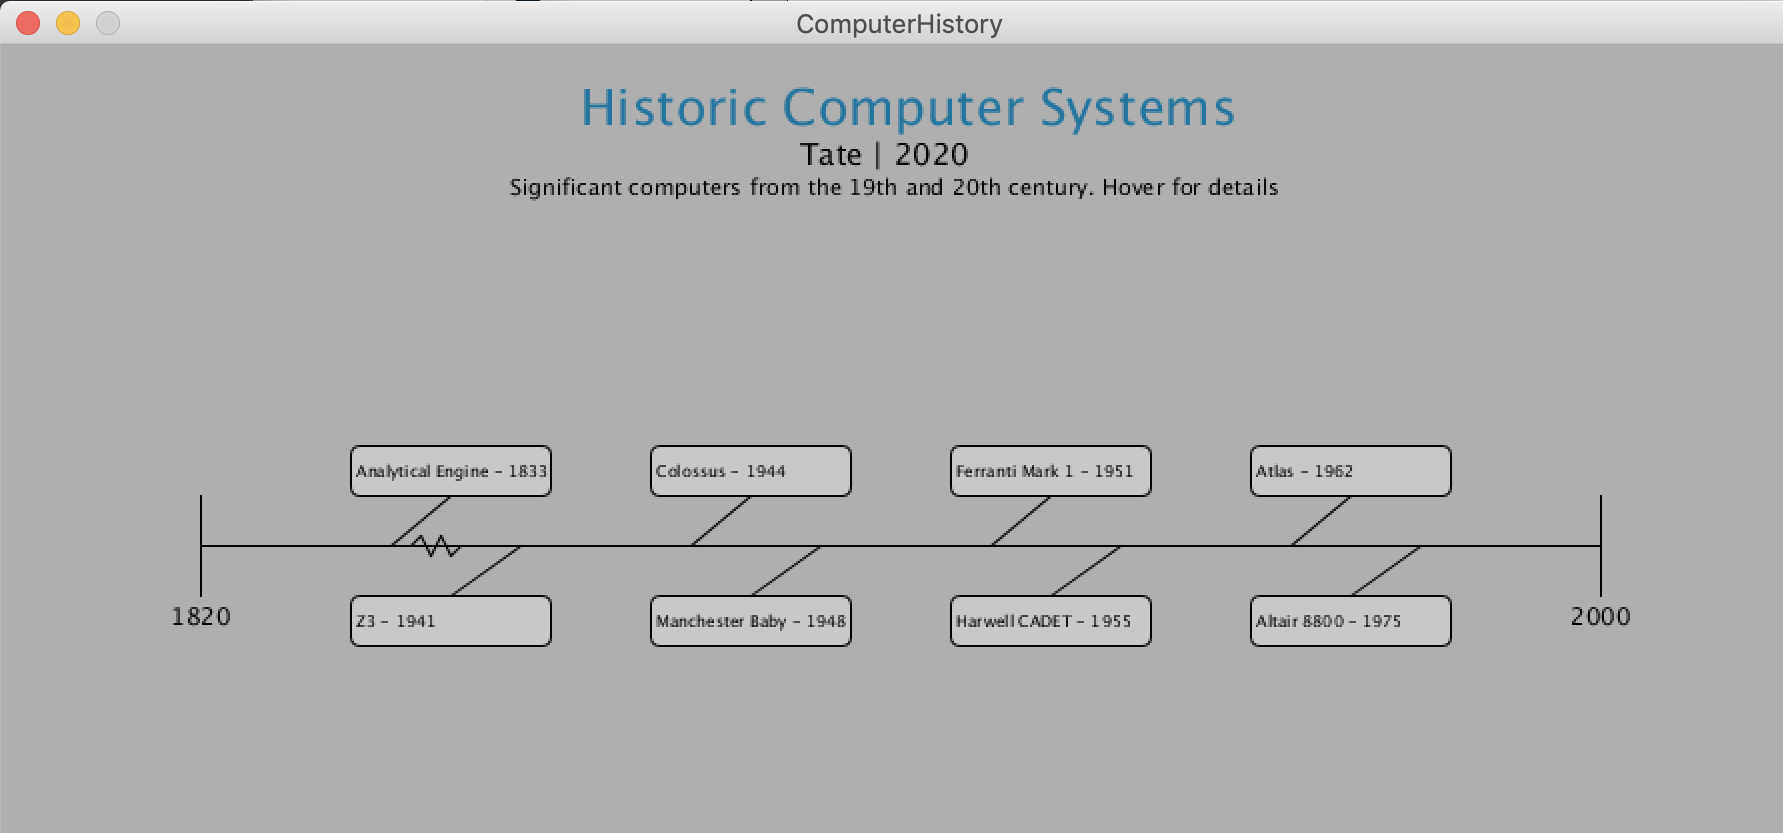 ComputerHistory
Historic Computer Systems
Tate | 2020
Significant computers from the 19th and 20th century. Hover for details
Analytical Engine - 1833
Colossus - 1944
Ferranti Mark 1 - 1951
Atlas - 1962
1820
Z3 - 1941
Manchester Baby - 1948
Harwell CADET - 1955
Altair 8800 - 1975
2000